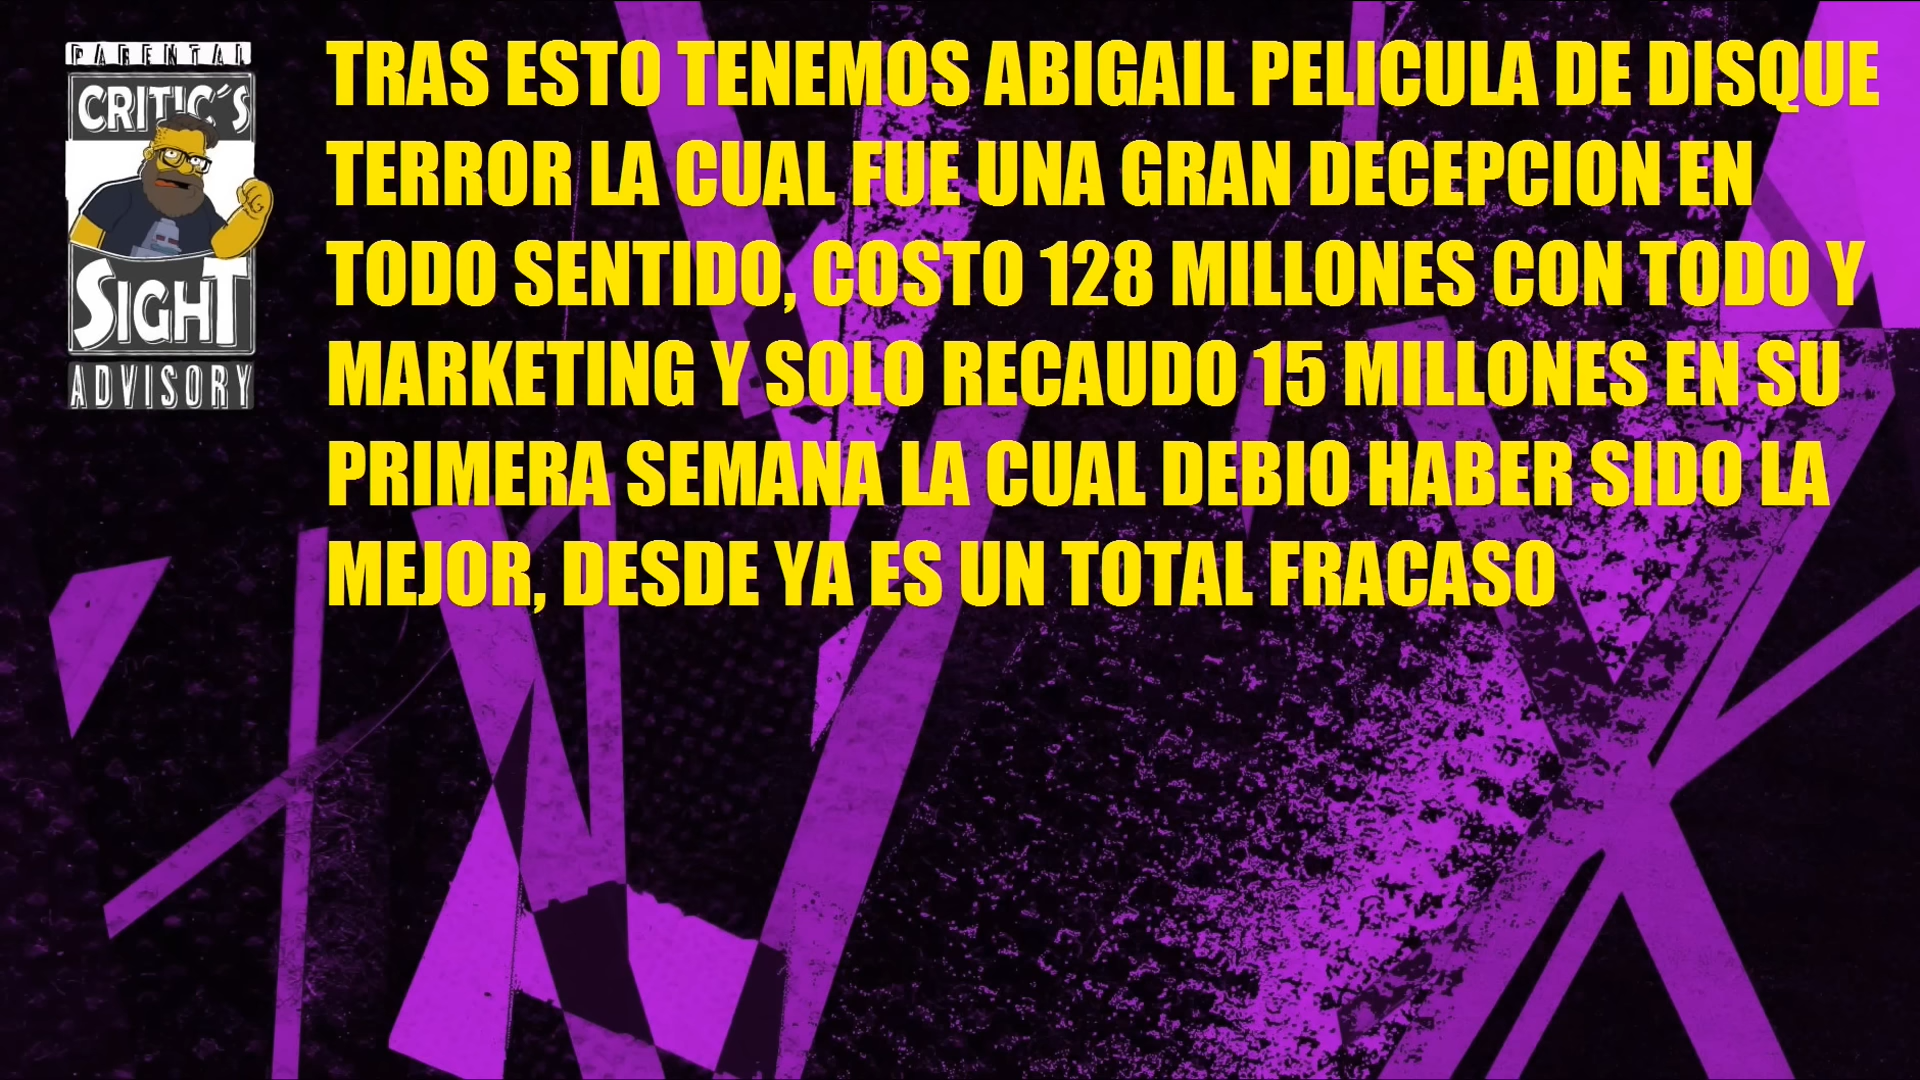 PARENTAL
CRITIC´S
SIGHT
ADVISORY
TRAS ESTO TENEMOS ABIGAIL PELICULA DE DISQUE
TERROR LA CUAL FUE UNA GRAN DECEPCION EN
TODO SENTIDO, COSTO 128 MILLONES CON TODO Y
MARKETING Y SOLO RECAUDO 15 MILLONES EN SU
PRIMERA SEMANA LA CUAL DEBIO HABER SIDO LA
MEJOR, DESDE YA ES UN TOTAL FRACASO